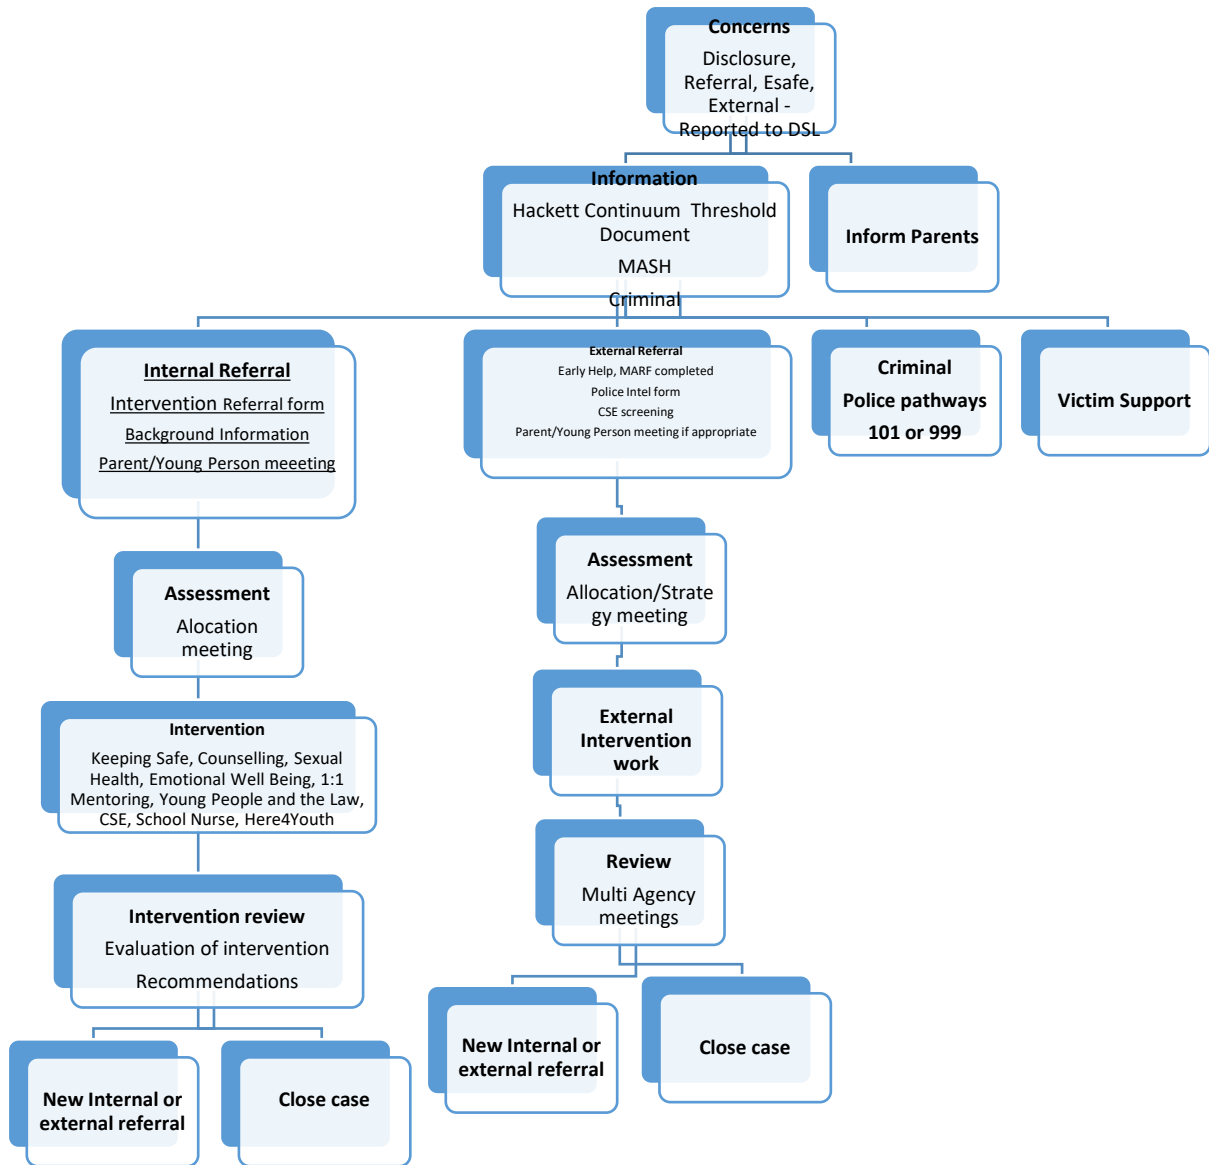 Concerns
Disclosure,
Referral, Esafe,
External -
Reported to DSL
Information
Hackett Continuum  Threshold
Document
MASH
Criminal
Inform Parents
Internal Referral
Intervention Referral form
Background Information
Parent/Young Person meeeting
External Referral
Early Help, MARF completed
Police Intel form
CSE screening
Parent/Young Person meeting if appropriate
Criminal
Police pathways
101 or 999
Victim Support
Assessment
Alocation
meeting
Assessment
Allocation/Strate
gy meeting
Intervention
Keeping Safe, Counselling, Sexual
Health, Emotional Well Being, 1:1
Mentoring, Young People and the Law,
CSE, School Nurse, Here4Youth
External
Intervention
work
Intervention review
Evaluation of intervention
Recommendations
Review
Multi Agency
meetings
New Internal or
external referral
Close case
New Internal or
external referral
Close case